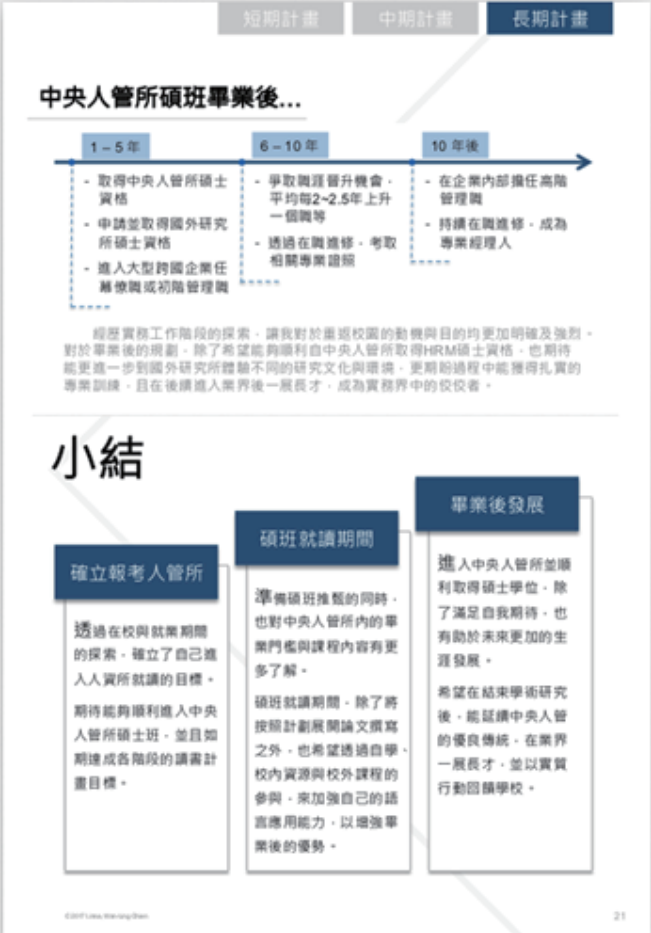 短期計畫
中期計畫
長期計畫
中央人管所碩班畢業後...
1 – 5 年
- 取得中央人管所碩士
資格
- 申請並取得國外研究
所碩士資格
- 進入大型跨國企業任
幕僚職或初階管理職
6 – 10 年
- 爭取職涯晉升機會，
平均每2~2.5年上升
一個職等
- 透過在職進修，考取
相關專業證照
10 年後
- 在企業內部擔任高階
管理職
- 持續在職進修，成為
專業經理人
經歷實務工作階段的探索，讓我對於重返校園的動機與目的均更加明確及強烈。
對於畢業後的規劃，除了希望能夠順利自中央人管所取得HRM碩士資格，也期待
能更進一步到國外研究所體驗不同的研究文化與環境，更期盼過程中能獲得扎實的
專業訓練，且在後續進入業界後一展長才，成為實務界中的佼佼者。
小結
確立報考人管所
透過在校與就業期間
的探索，確立了自己進
入人資所就讀的目標。
期待能夠順利進入中央
人管所碩士班，並且如
期達成各階段的讀書計
畫目標。
碩班就讀期間
準備碩班推甄的同時，
也對中央人管所內的畢
業門檻與課程內容有更
多了解。
碩班就讀期間，除了將
按照計劃展開論文撰寫
之外，也希望透過自學、
校內資源與校外課程的
參與，來加強自己的語
言應用能力，以增強畢
業後的優勢。
畢業後發展
進入中央人管所並順
利取得碩士學位，除
了滿足自我期待，也
有助於未來更加的生
涯發展。
希望在結束學術研究
後，能延續中央人管
的優良傳統，在業界
一展長才，並以實質
行動回饋學校。
21